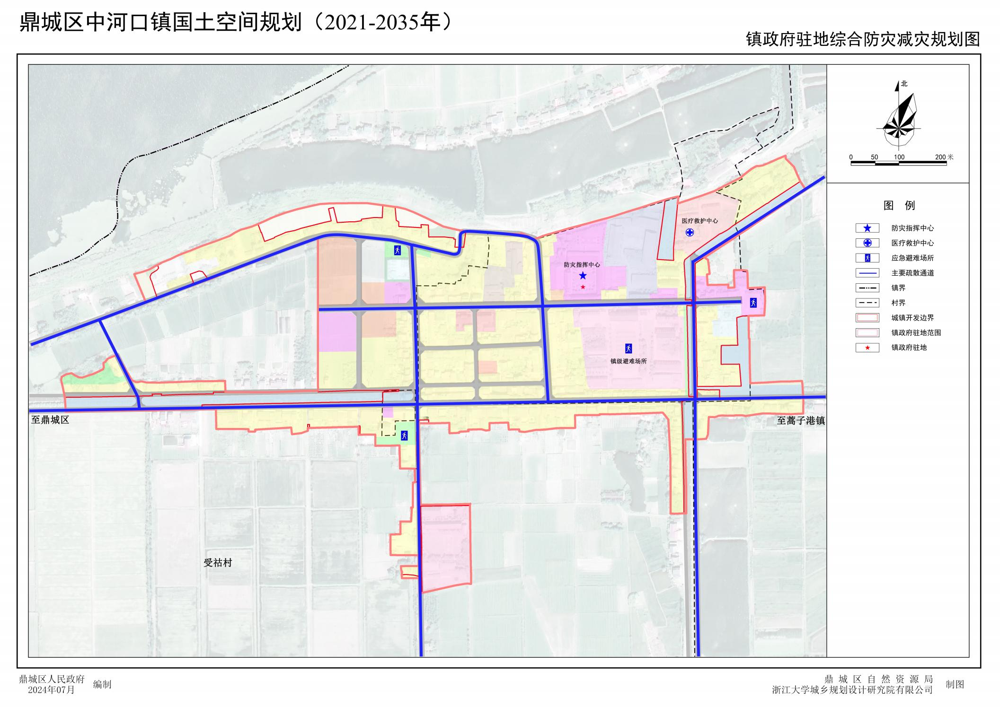 鼎城区中河口镇国土空间规划（2021-2035年）
镇政府驻地综合防灾减灾规划图
北
0 50 100 200 米
图 例
防灾指挥中心
医疗救护中心
应急避难场所
主要疏散通道
镇界
村界
城镇开发边界
镇政府驻地范围
镇政府驻地
医疗救护中心
防灾指挥中心
镇级避难场所
至鼎城区
至蒿子港镇
受祜村
鼎城区人民政府
2024年07月
编制
鼎城区自然资源局
浙江大学城乡规划设计研究院有限公司
制图